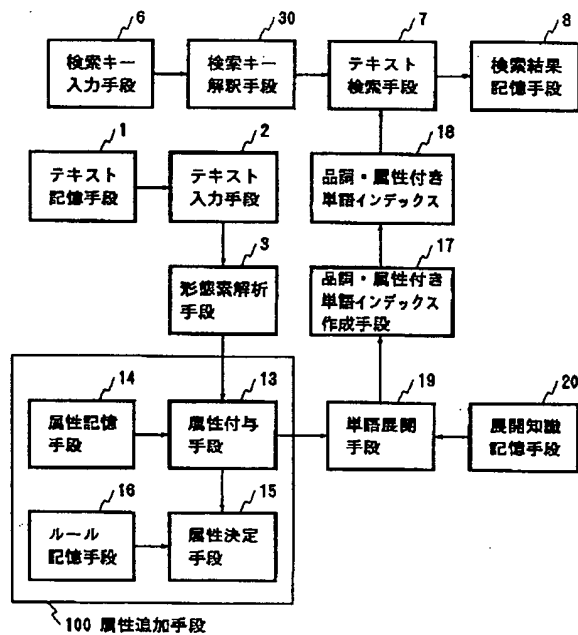 6
30
7
8
検索キー
入力手段
検索キー
解釈手段
テキスト
検索手段
検索結果
記憶手段
1
2
18
テキスト
記憶手段
テキスト
入力手段
品詞・属性付き
単語インデックス
3
17
形態素解析
手段
品詞・属性付き
単語インデックス
作成手段
14
13
19
20
属性記憶
手段
属性付与
手段
単語展開
手段
展開知識
記憶手段
16
15
ルール
記憶手段
属性決定
手段
100 属性追加手段